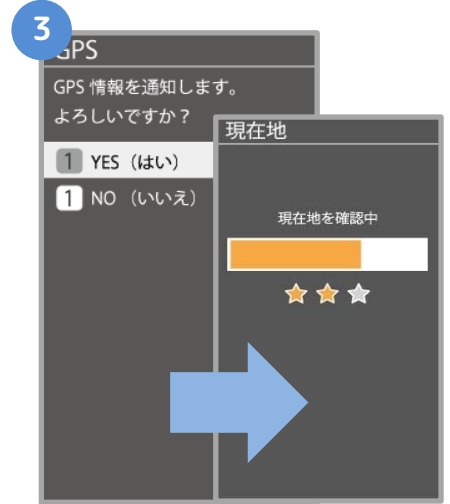 3
GPS
GPS 情報を通知します。
よろしいですか？
1 YES（はい）
1 NO（いいえ）
現在地
現在地を確認中